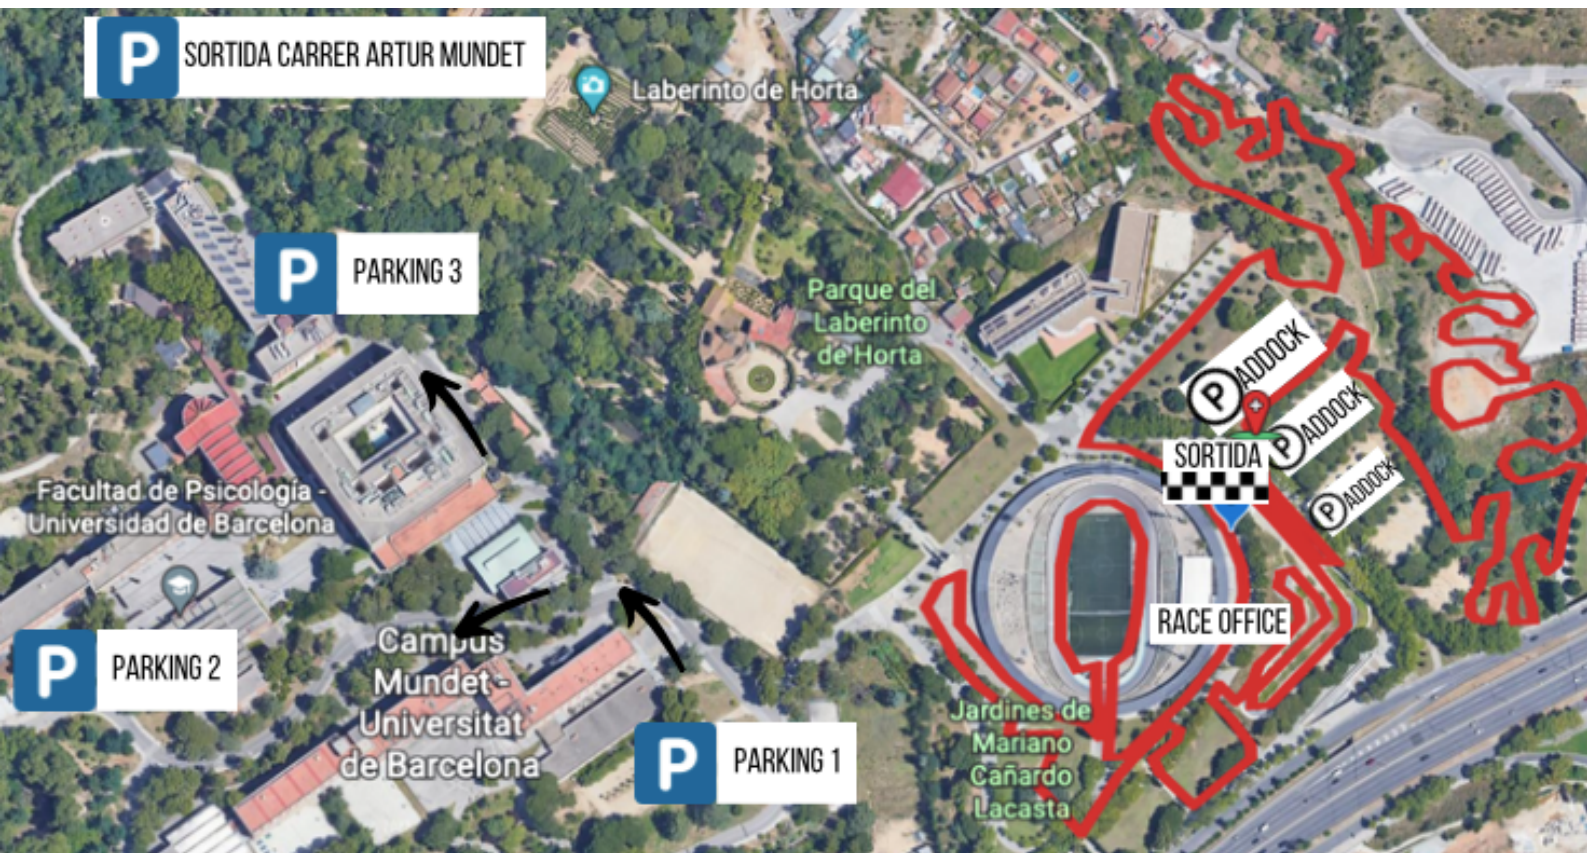 P SORTIDA CARRER ARTUR MUNDET
Laberinto de Horta
P PARKING 3
Parque del
Laberinto
de Horta
PADDOCK
PADDOCK
SORTIDA
PADDOCK
Facultad de Psicología -
Universidad de Barcelona
RACE OFFICE
P PARKING 2
Campus
Mundet -
Universitat
de Barcelona
P PARKING 1
Jardines de
Mariano
Cañardo
Lacasta